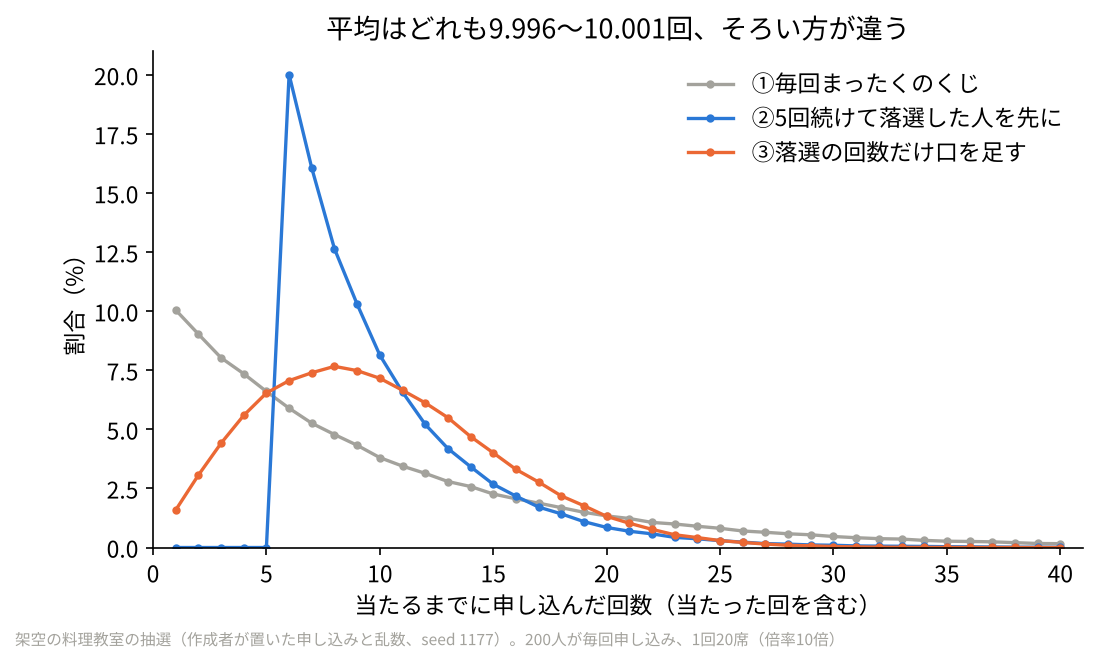 平均はどれも9.996〜10.001回、そろい方が違う
①毎回まったくのくじ
②5回続けて落選した人を先に
③落選の回数だけ口を足す
割合（%）
20.0
17.5
15.0
12.5
10.0
7.5
5.0
2.5
0.0
0 5 10 15 20 25 30 35 40
当たるまでに申し込んだ回数（当たった回を含む）
架空の料理教室の抽選（作成者が置いた申し込みと乱数、seed 1177）。200人が毎回申し込み、1回20席（倍率10倍）